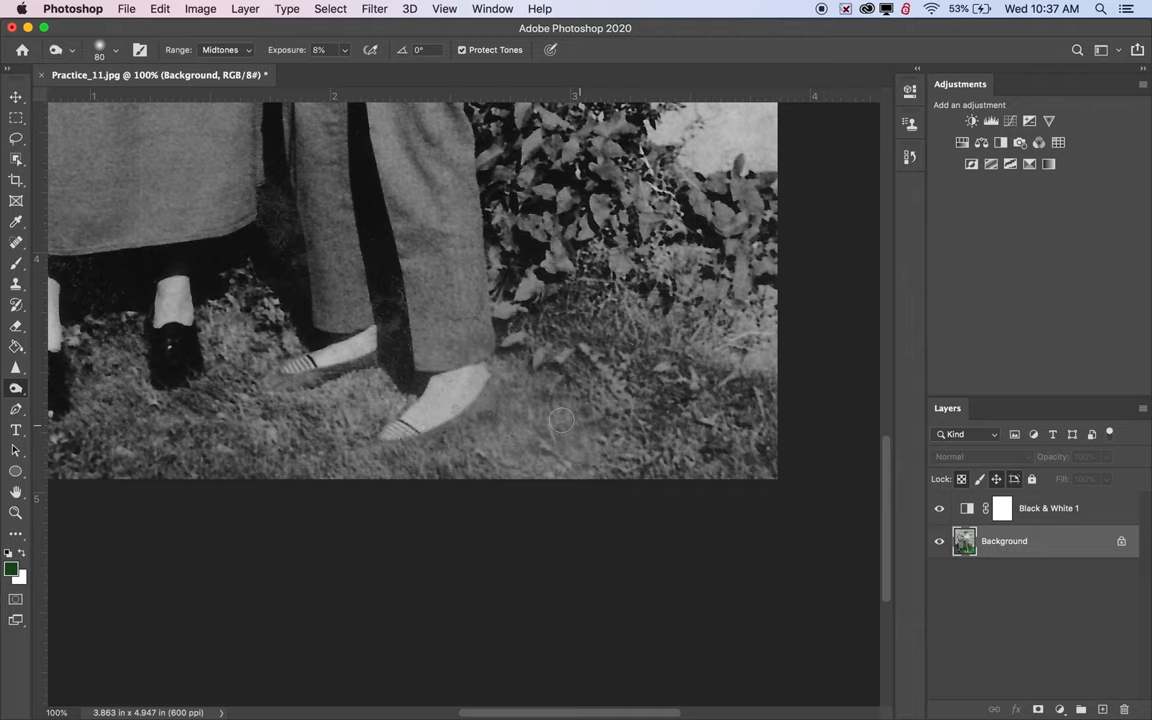 Photoshop File Edit Image Layer Type Select Filter 3D View Window Help 53% Wed 10:37 AM
Adobe Photoshop 2020
80 Range: Midtones Exposure: 8% 0° Protect Tones
Practice_11.jpg @ 100% (Background, RGB/8#) *
1 2 3 4
4
5
Adjustments
Add an adjustment
Layers
Kind
Normal Opacity: 100%
Lock: Fill: 100%
Black & White 1
Background
100% 3.863 in x 4.947 in (600 ppi)